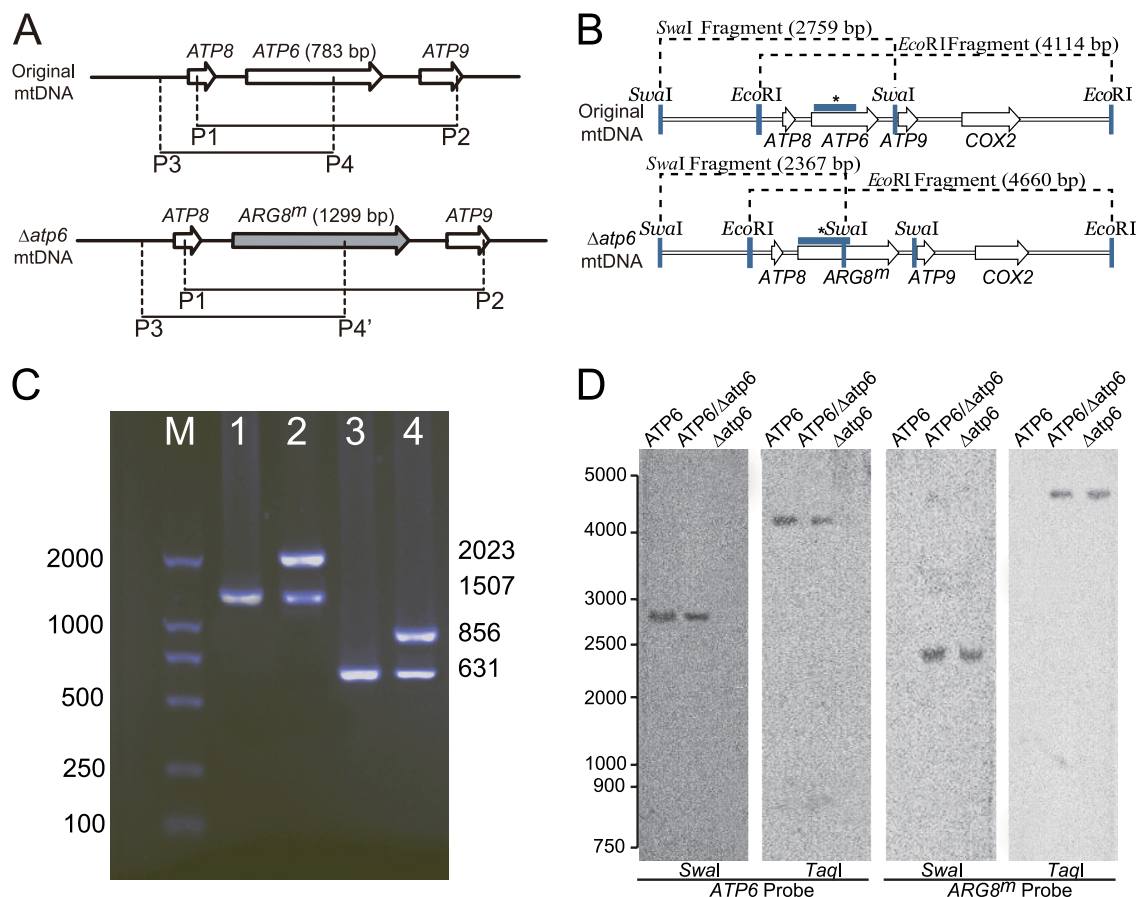 A
ATP8 ATP6 (783 bp) ATP9
Original
mtDNA
P1 P2
P3 P4
ATP8 ARG8m (1299 bp) ATP9
Δatp6
mtDNA
P1 P2
P3 P4’
B
SwaI Fragment (2759 bp)
EcoRIFragment (4114 bp)
SwaI EcoRI * SwaI EcoRI
Original
mtDNA
ATP8 ATP6 ATP9 COX2
SwaI Fragment (2367 bp)
EcoRI Fragment (4660 bp)
SwaI EcoRI *SwaI SwaI EcoRI
Δatp6
mtDNA
ATP8 ARG8m ATP9 COX2
C
M 1 2 3 4
2000
1000
500
250
100
2023
1507
856
631
D
ATP6 ATP6/Δatp6 Δatp6 ATP6 ATP6/Δatp6 Δatp6 ATP6 ATP6/Δatp6 Δatp6 ATP6 ATP6/Δatp6 Δatp6
5000
4000
3000
2500
2000
1000
900
750
SwaI TaqI SwaI TaqI
ATP6 Probe ARG8m Probe